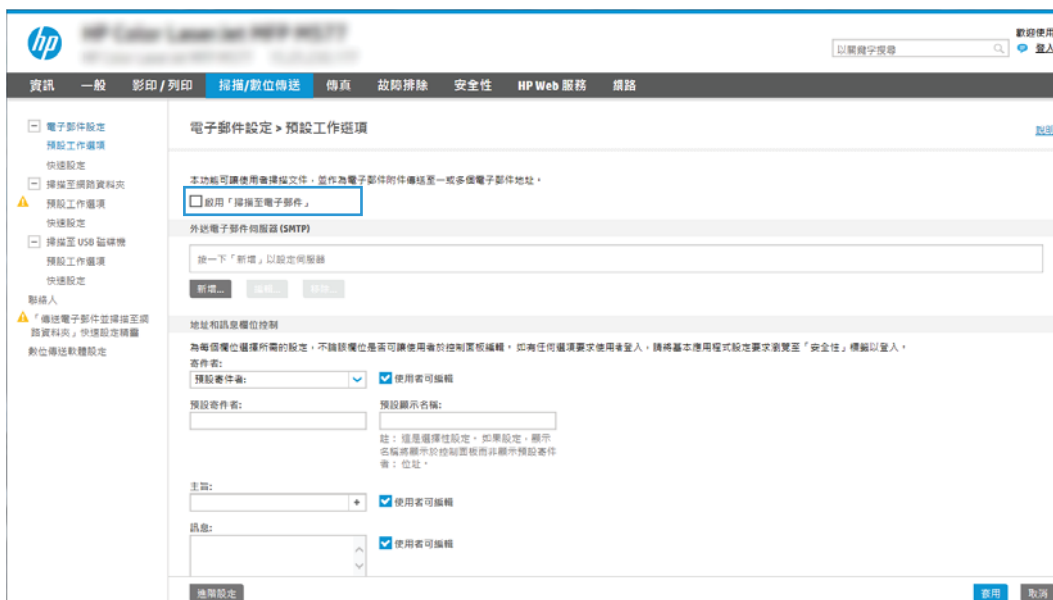 hp
歡迎使用
以關鍵字搜尋
登入
資訊 一般 影印 / 列印 掃描/數位傳送 傳真 故障排除 安全性 HP Web 服務 網路
電子郵件設定
預設工作選項
快速設定
掃描至網路資料夾
預設工作選項
快速設定
掃描至 USB 磁碟機
預設工作選項
快速設定
聯絡人
「傳送電子郵件並掃描至網
路資料夾」快速設定精靈
數位傳送軟體設定
電子郵件設定 > 預設工作選項
說明
本功能可讓使用者掃描文件，並作為電子郵件附件傳送至一或多個電子郵件地址。
啟用「掃描至電子郵件」
外送電子郵件伺服器 (SMTP)
按一下「新增」以設定伺服器
新增... 編輯... 移除...
地址和訊息欄位控制
為每個欄位選擇所需的設定，不論該欄位是否可讓使用者於控制面板編輯。如有任何選項要求使用者登入，請將基本應用程式設定要求瀏覽至「安全性」標籤以登入。
寄件者:
預設寄件者: 使用者可編輯
預設寄件者: 預設顯示名稱:
註： 這是選擇性設定。如果設定，顯示
名稱將顯示於控制面板而非顯示預設寄件
者： 位址。
主旨:
使用者可編輯
訊息:
使用者可編輯
進階設定 套用 取消